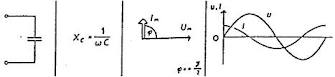 X_C = 1/ωC
I_m
φ
U_m
φ = -π/2
u,i
0
i
u